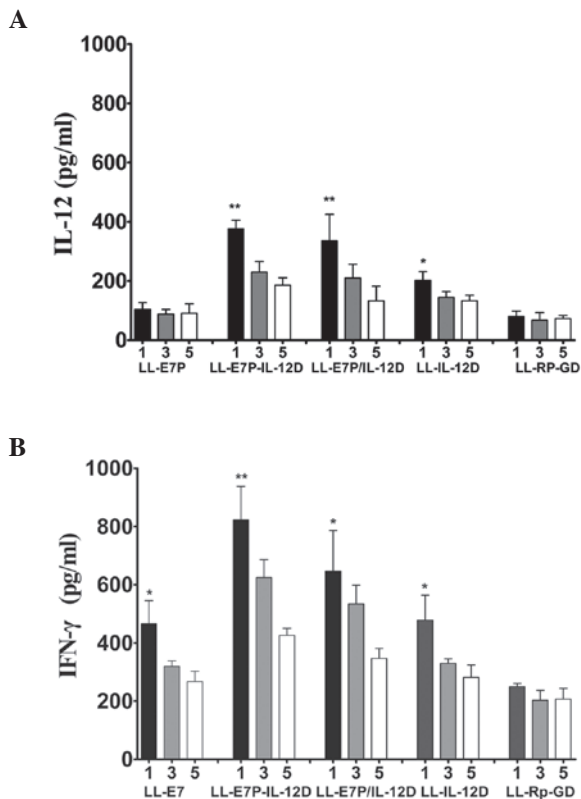 A
1000
800
600
400
200
0
IL-12 (pg/ml)
** ** *
1 3 5 1 3 5 1 3 5 1 3 5 1 3 5
LL-E7P LL-E7P-IL-12D LL-E7P/IL-12D LL-IL-12D LL-RP-GD
B
1000
800
600
400
200
0
IFN-γ (pg/ml)
* ** * *
1 3 5 1 3 5 1 3 5 1 3 5 1 3 5
LL-E7 LL-E7P-IL-12D LL-E7P/IL-12D LL-IL-12D LL-Rp-GD